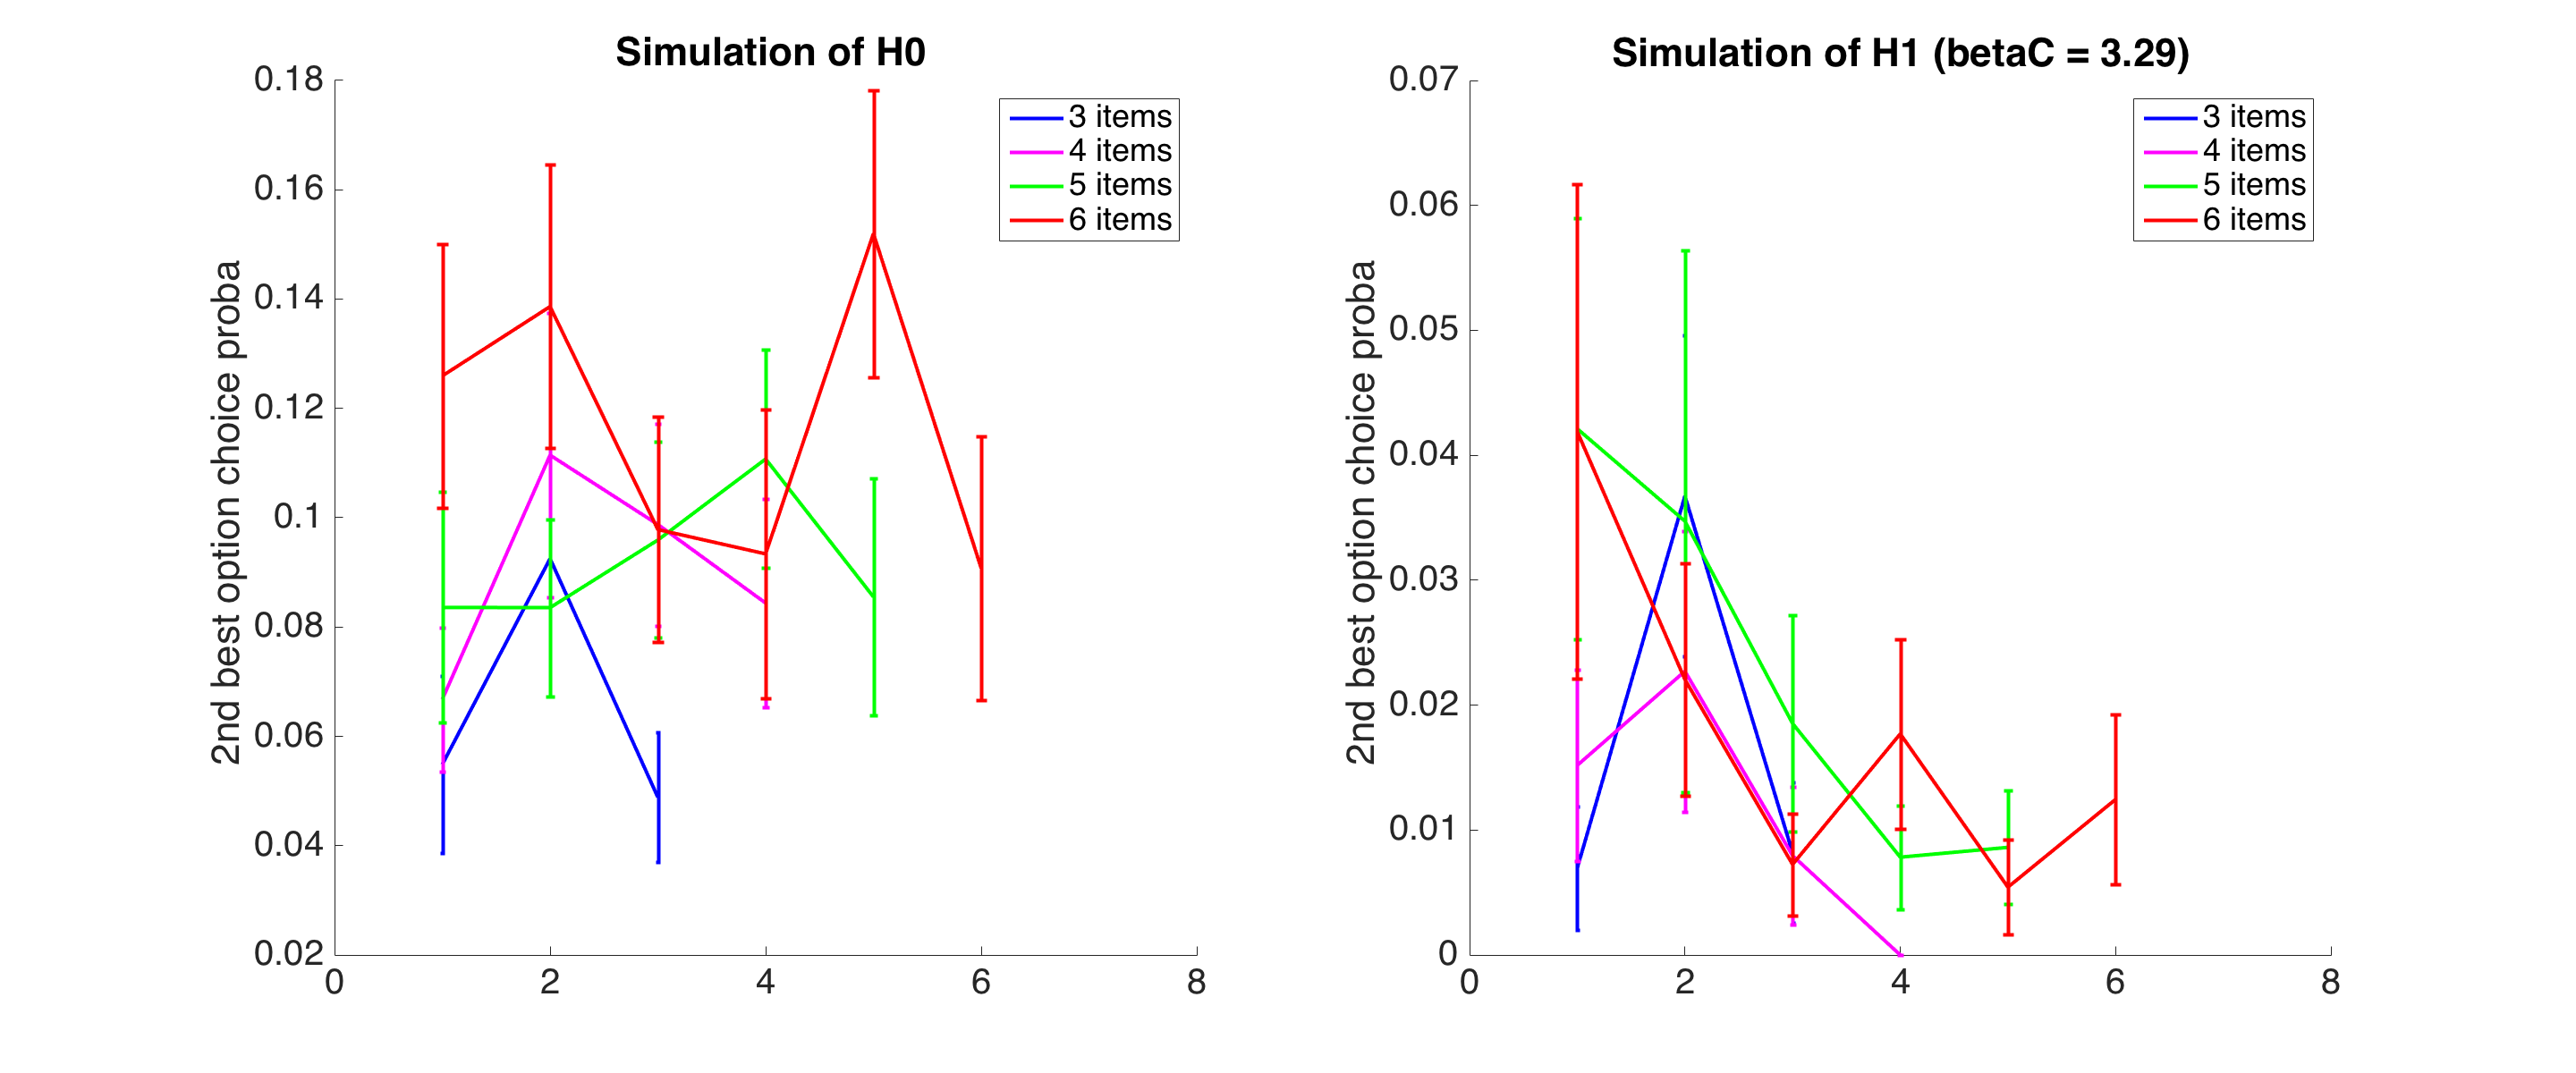 Simulation of H0
2nd best option choice proba
0.18
0.16
0.14
0.12
0.1
0.08
0.06
0.04
0.02
0
2
4
6
8
3 items
4 items
5 items
6 items
Simulation of H1 (betaC = 3.29)
2nd best option choice proba
0.07
0.06
0.05
0.04
0.03
0.02
0.01
0
0
2
4
6
8
3 items
4 items
5 items
6 items